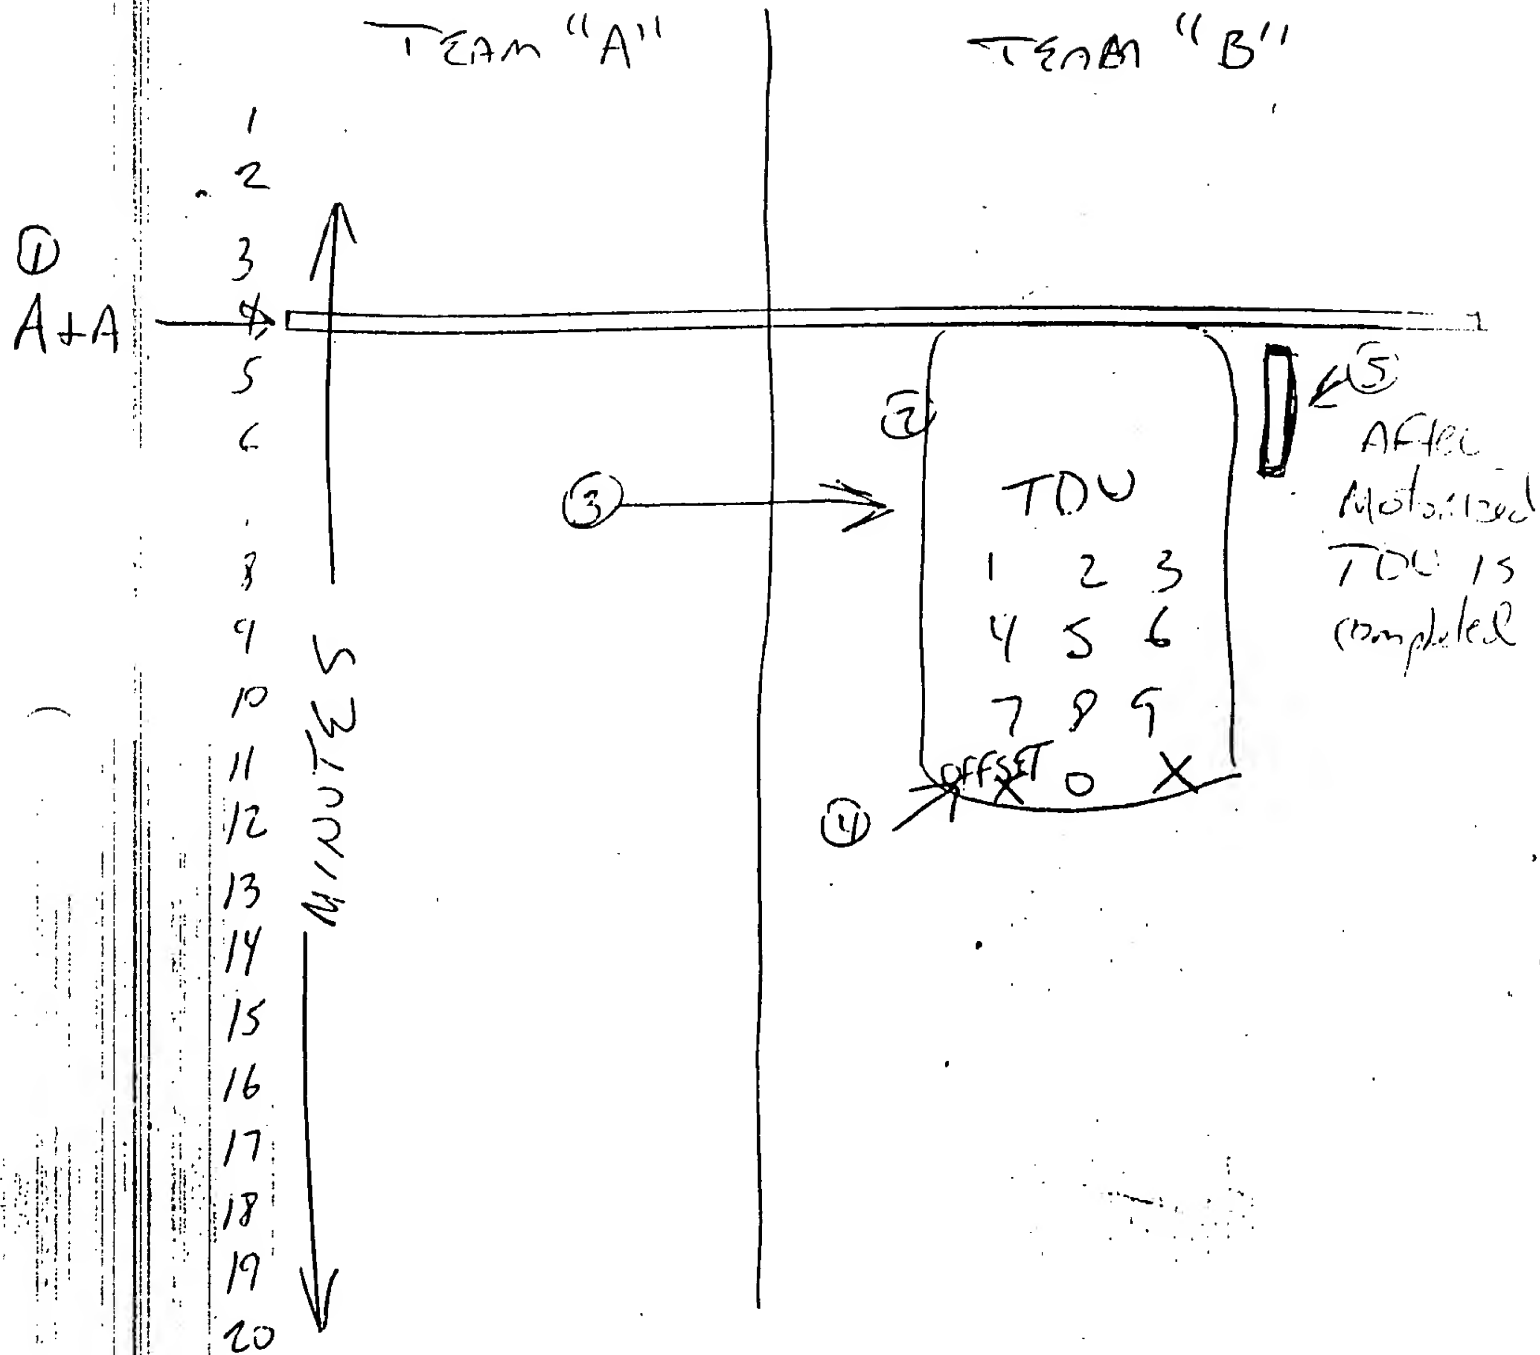 TEAM "A" TEAM "B"
1
2
①
3
A+A 4
5 ⑤
② After
6
③ TDU Motorized
8 1 2 3 TDU is
9 4 5 6 completed
MINUTES
10 7 8 9
11 OFFSET
X 0 X
12 ④
13
14
15
16
17
18
19
20